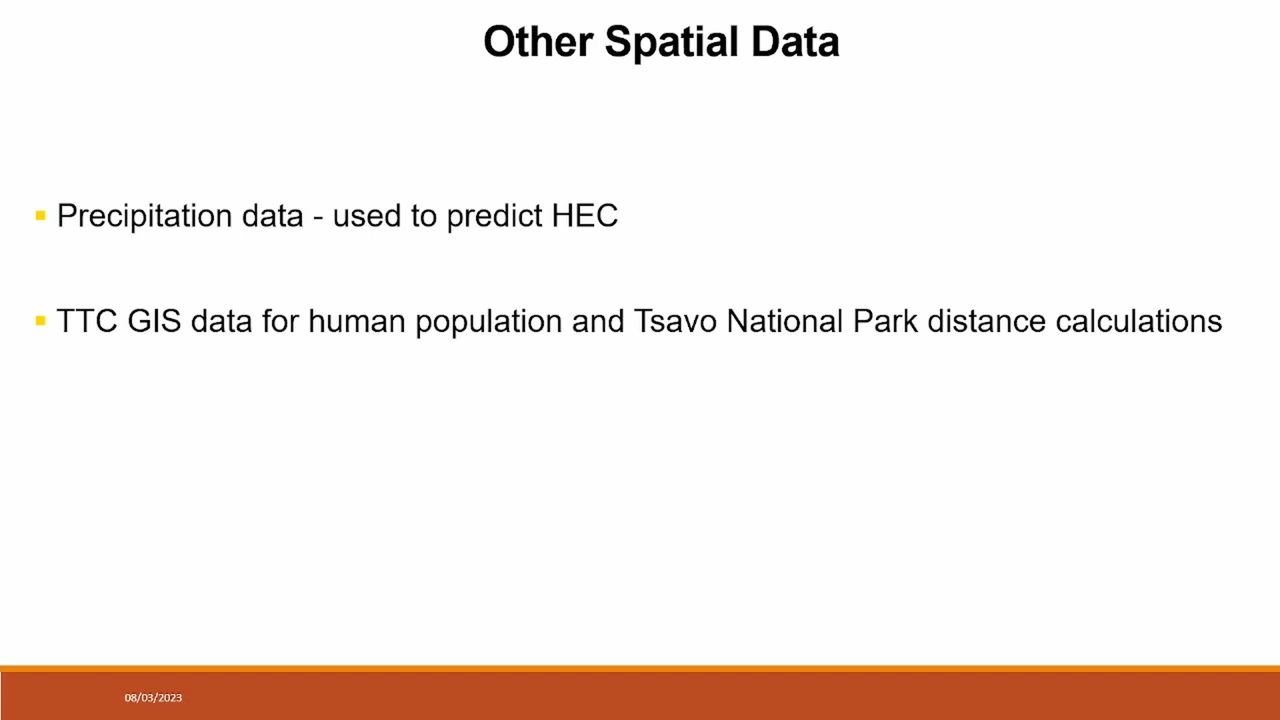 Other Spatial Data
Precipitation data - used to predict HEC
TTC GIS data for human population and Tsavo National Park distance calculations
08/03/2023